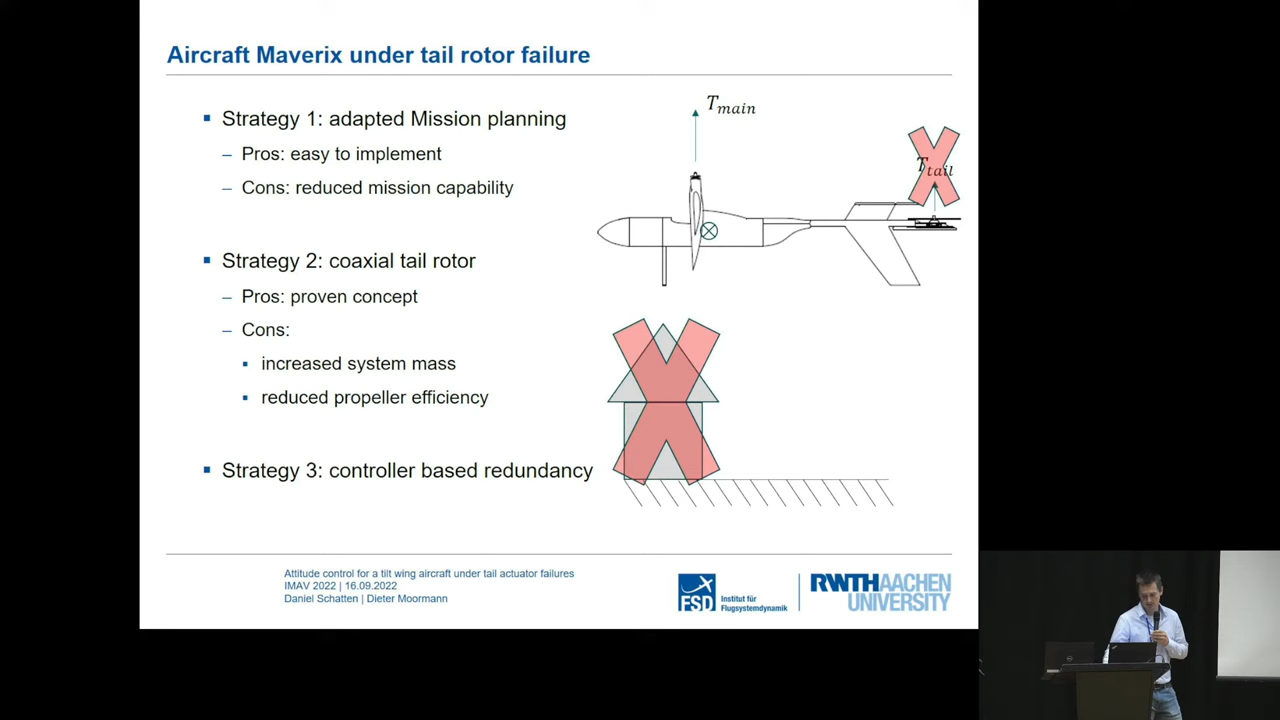 Aircraft Maverix under tail rotor failure
Strategy 1: adapted Mission planning
Pros: easy to implement
Cons: reduced mission capability
Strategy 2: coaxial tail rotor
Pros: proven concept
Cons:
increased system mass
reduced propeller efficiency
Strategy 3: controller based redundancy
T_main
T_tail
Attitude control for a tilt wing aircraft under tail actuator failures
IMAV 2022 | 16.09.2022
Daniel Schatten | Dieter Moormann
FSD
Institut für
Flugsystemdynamik
RWTH AACHEN
UNIVERSITY